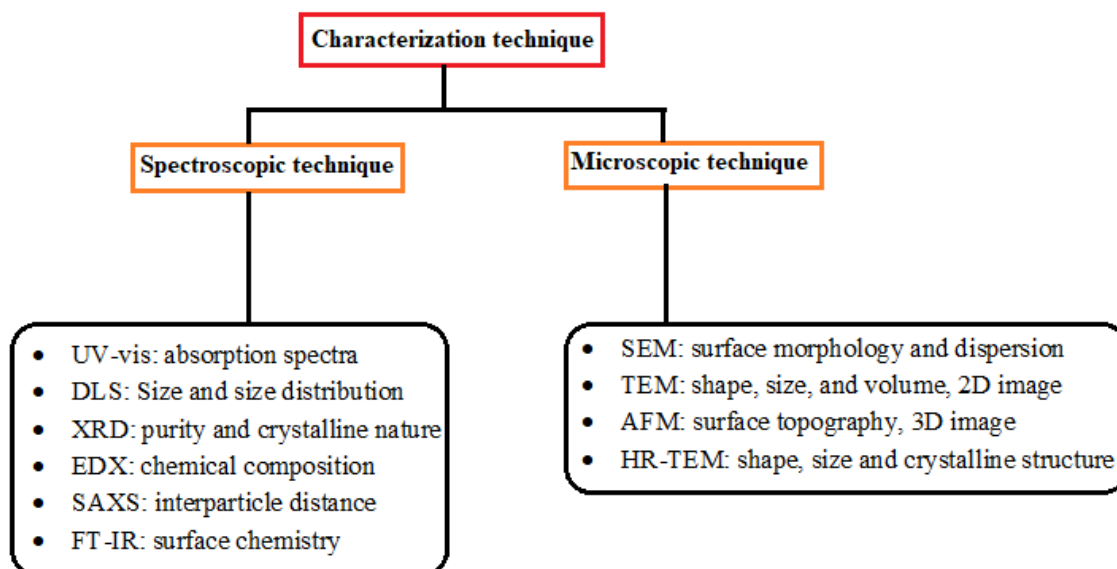 Characterization technique
Spectroscopic technique
Microscopic technique
• UV-vis: absorption spectra
• DLS: Size and size distribution
• XRD: purity and crystalline nature
• EDX: chemical composition
• SAXS: interparticle distance
• FT-IR: surface chemistry
• SEM: surface morphology and dispersion
• TEM: shape, size, and volume, 2D image
• AFM: surface topography, 3D image
• HR-TEM: shape, size and crystalline structure